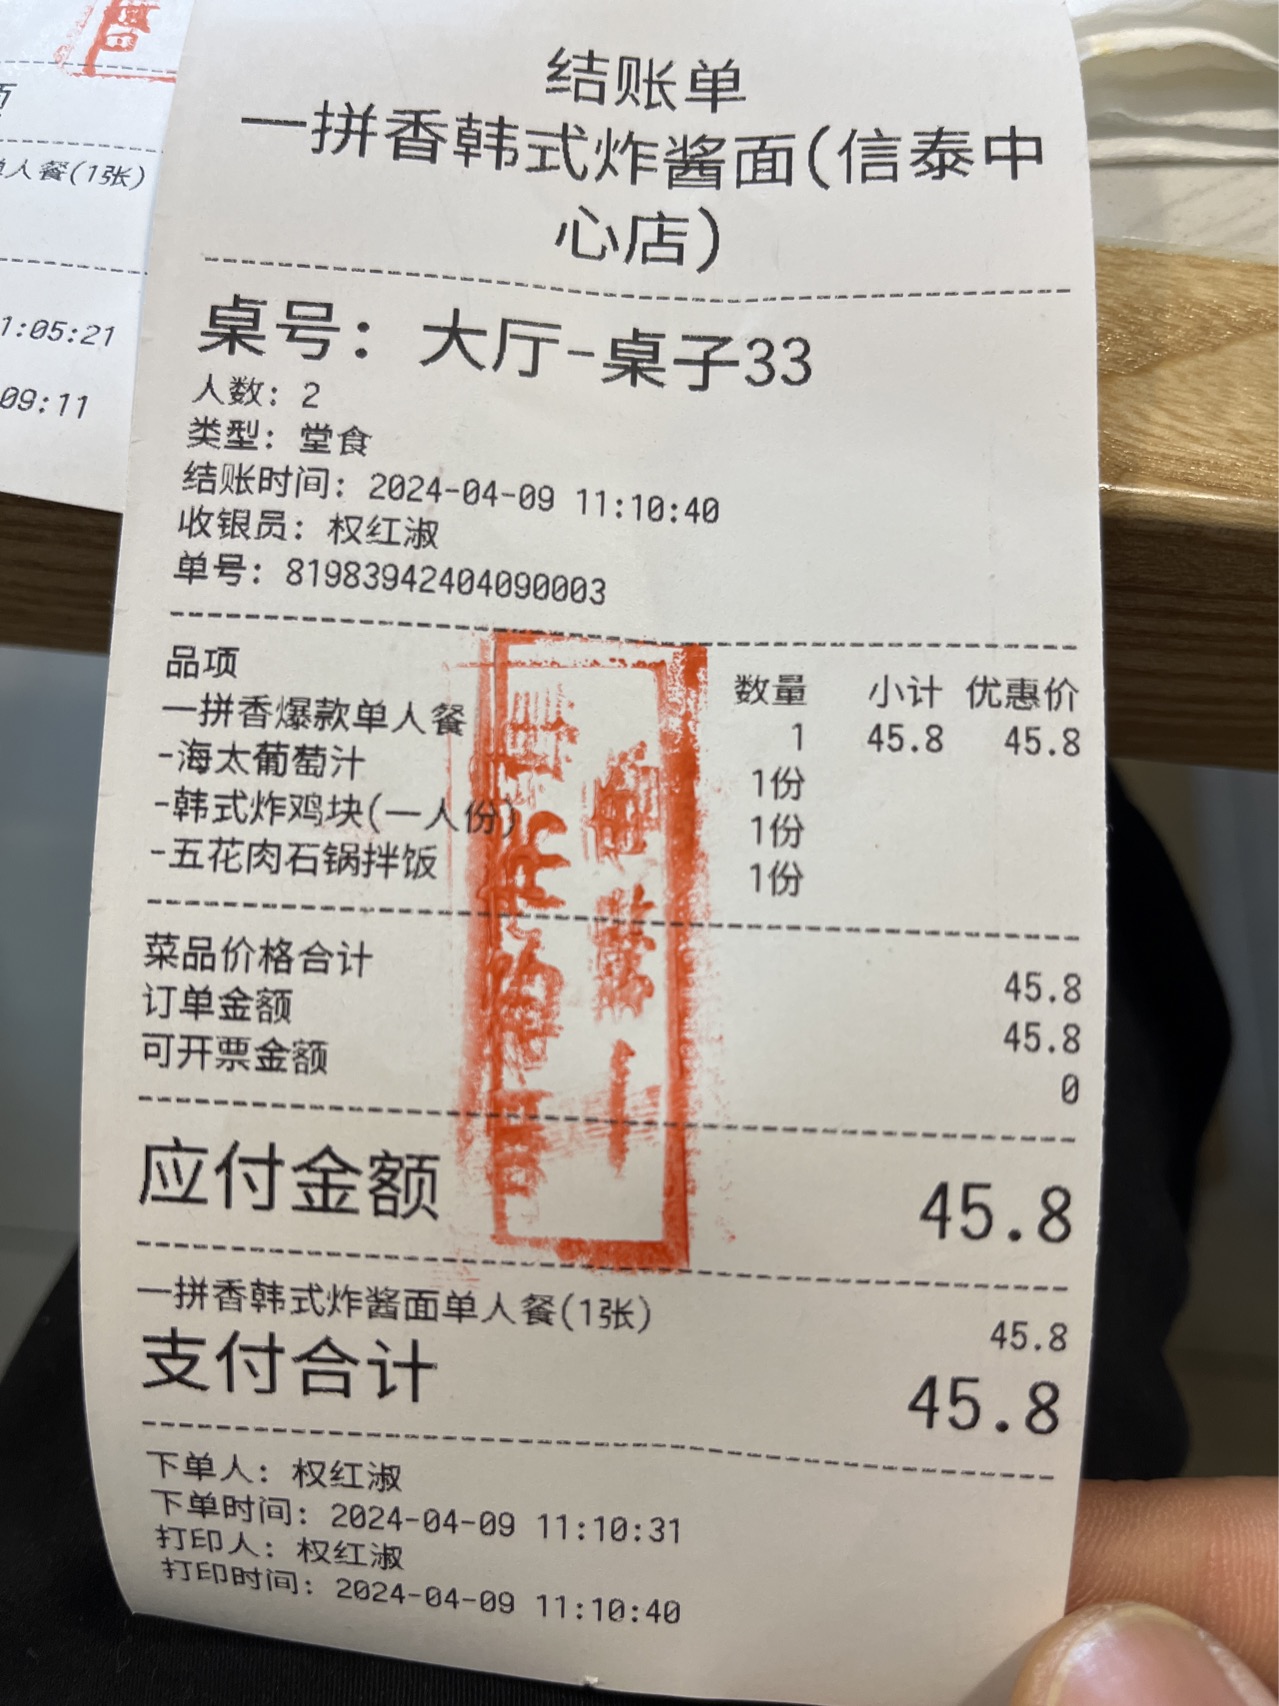 结账单
一拼香韩式炸酱面(信泰中
心店)
桌号：大厅-桌子33
人数：2
类型：堂食
结账时间：2024-04-09 11:10:40
收银员：权红淑
单号：81983942404090003
品项 数量 小计 优惠价
一拼香爆款单人餐 1 45.8 45.8
-海太葡萄汁 1份
-韩式炸鸡块(一人份) 1份
-五花肉石锅拌饭 1份
菜品价格合计 45.8
订单金额 45.8
可开票金额 0
应付金额 45.8
一拼香韩式炸酱面单人餐(1张) 45.8
支付合计 45.8
下单人：权红淑
下单时间：2024-04-09 11:10:31
打印人：权红淑
打印时间：2024-04-09 11:10:40
人餐(1张)
1:05:21
09:11